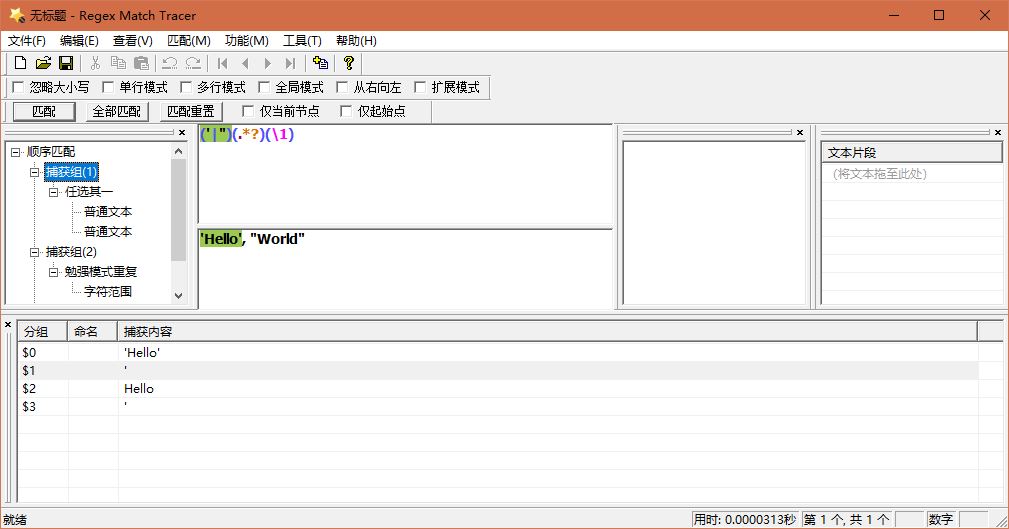 无标题 - Regex Match Tracer
文件(F) 编辑(E) 查看(V) 匹配(M) 功能(M) 工具(T) 帮助(H)
忽略大小写 单行模式 多行模式 全局模式 从右向左 扩展模式
匹配 全部匹配 匹配重置 仅当前节点 仅起始点
顺序匹配
捕获组(1)
任选其一
普通文本
普通文本
捕获组(2)
勉强模式重复
字符范围
('|")(.*?)(\1)
'Hello', "World"
文本片段
(将文本拖至此处)
分组 命名 捕获内容
$0 'Hello'
$1 '
$2 Hello
$3 '
就绪 用时: 0.0000313秒 第 1 个, 共 1 个 数字